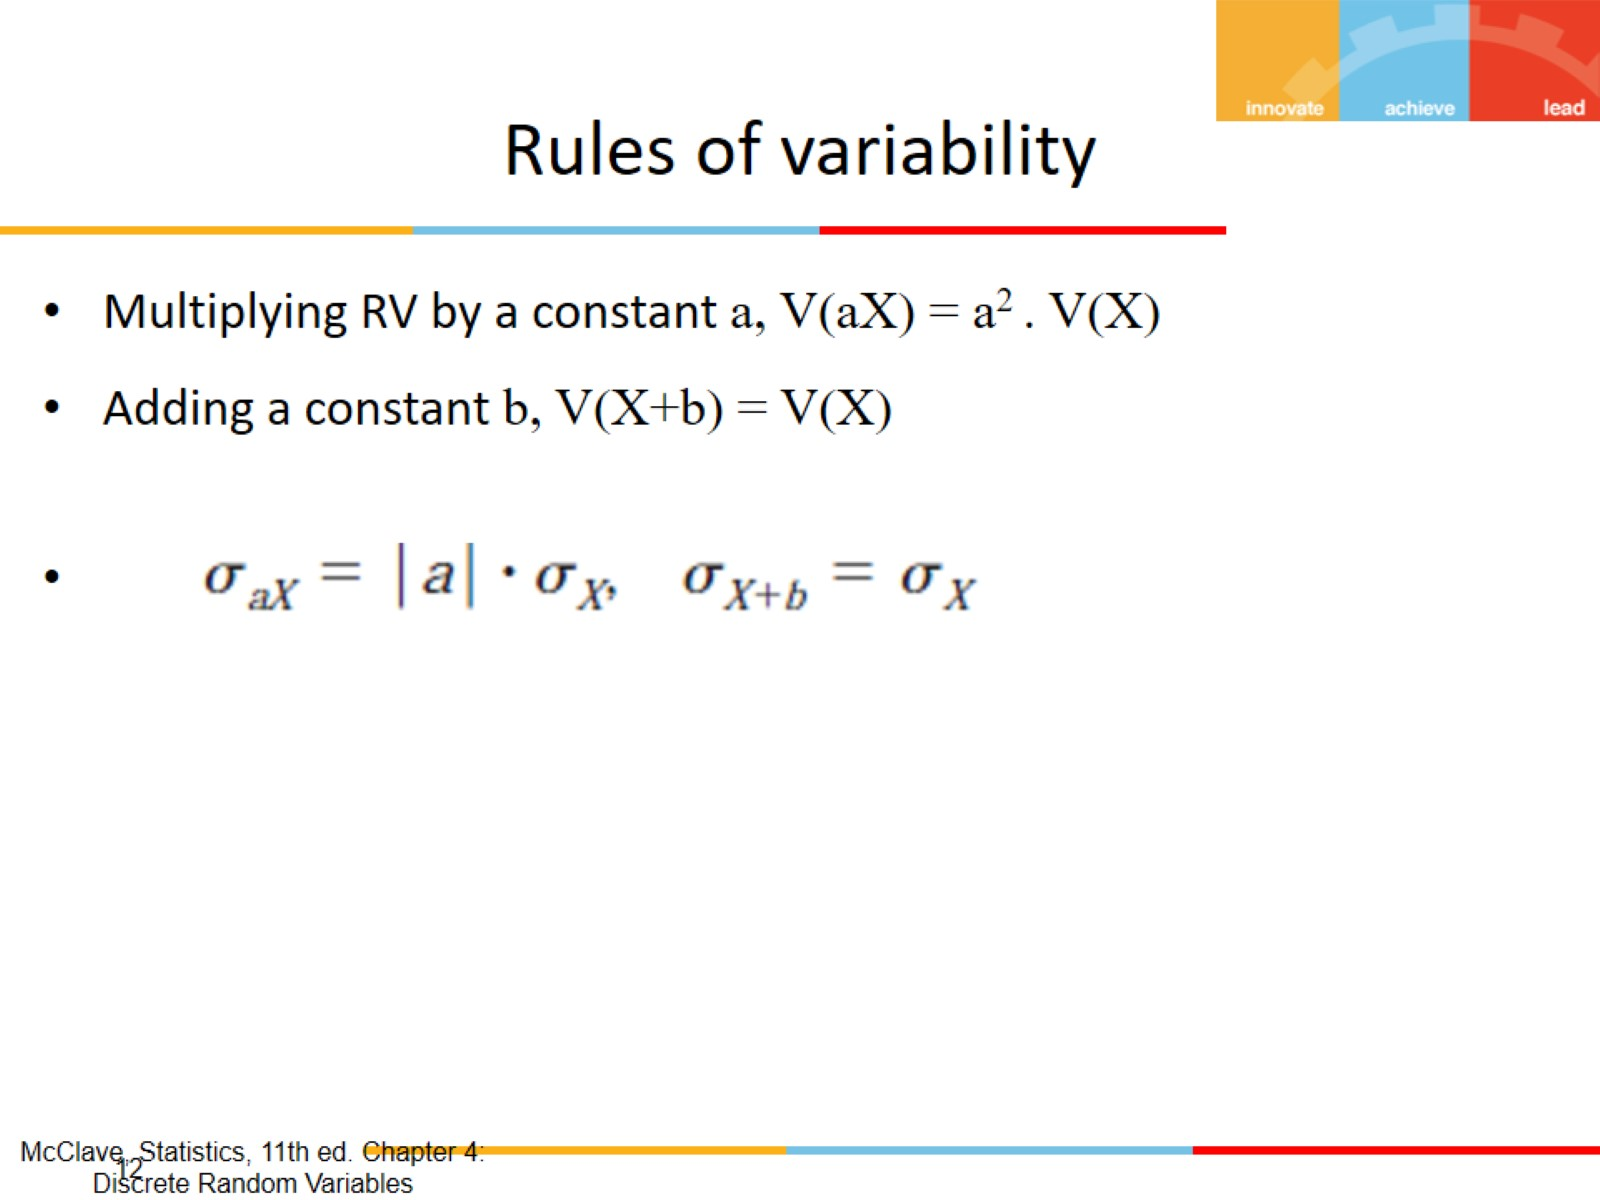 innovate achieve lead
Rules of variability
• Multiplying RV by a constant a, V(aX) = a² . V(X)
• Adding a constant b, V(X+b) = V(X)
• σaX = |a| · σX, σX+b = σX
McClave, Statistics, 11th ed. Chapter 4:
12
Discrete Random Variables